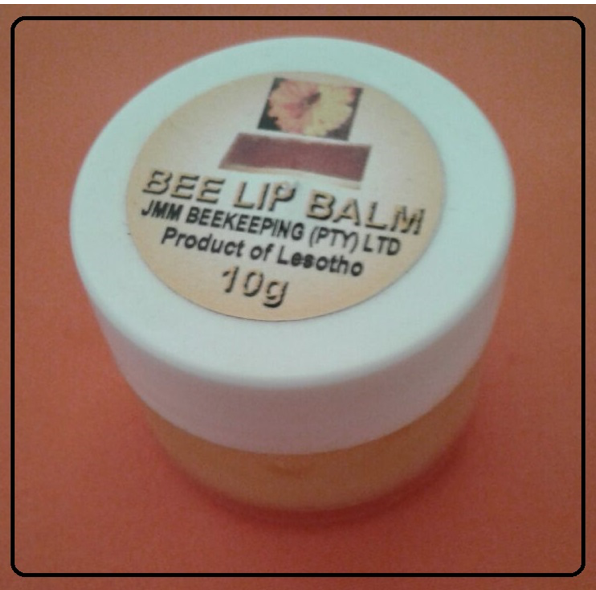 BEE LIP BALM
JMM BEEKEEPING (PTY) LTD
Product of Lesotho
10g